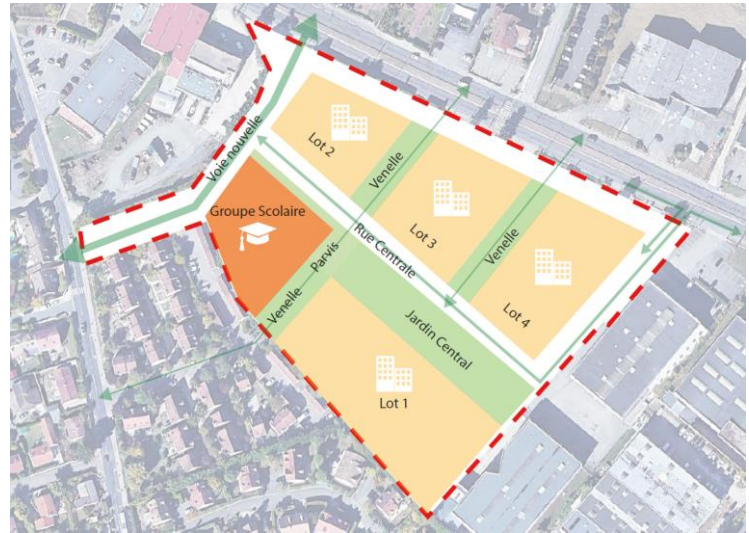 Voie nouvelle
Lot 2
Venelle
Groupe Scolaire
Lot 3
Rue Centrale
Parvis
Venelle
Venelle
Lot 4
Jardin Central
Lot 1